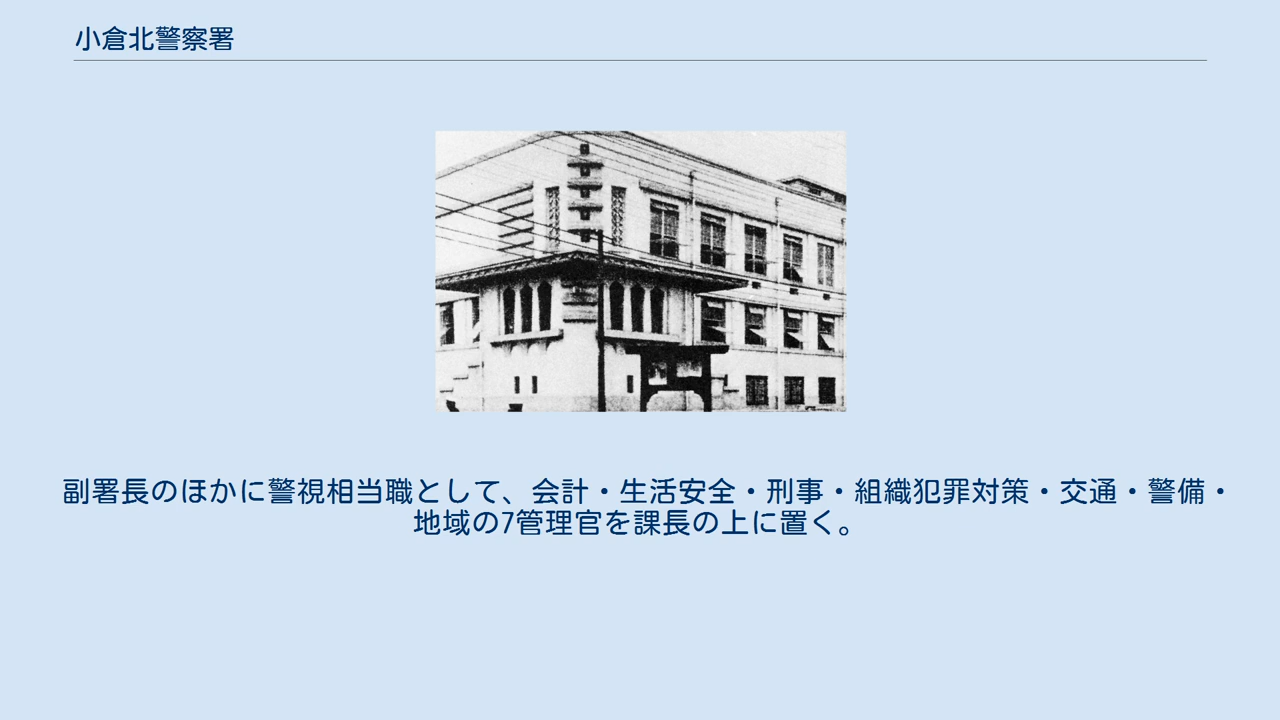 小倉北警察署
副署長のほかに警視相当職として、会計・生活安全・刑事・組織犯罪対策・交通・警備・
地域の7管理官を課長の上に置く。